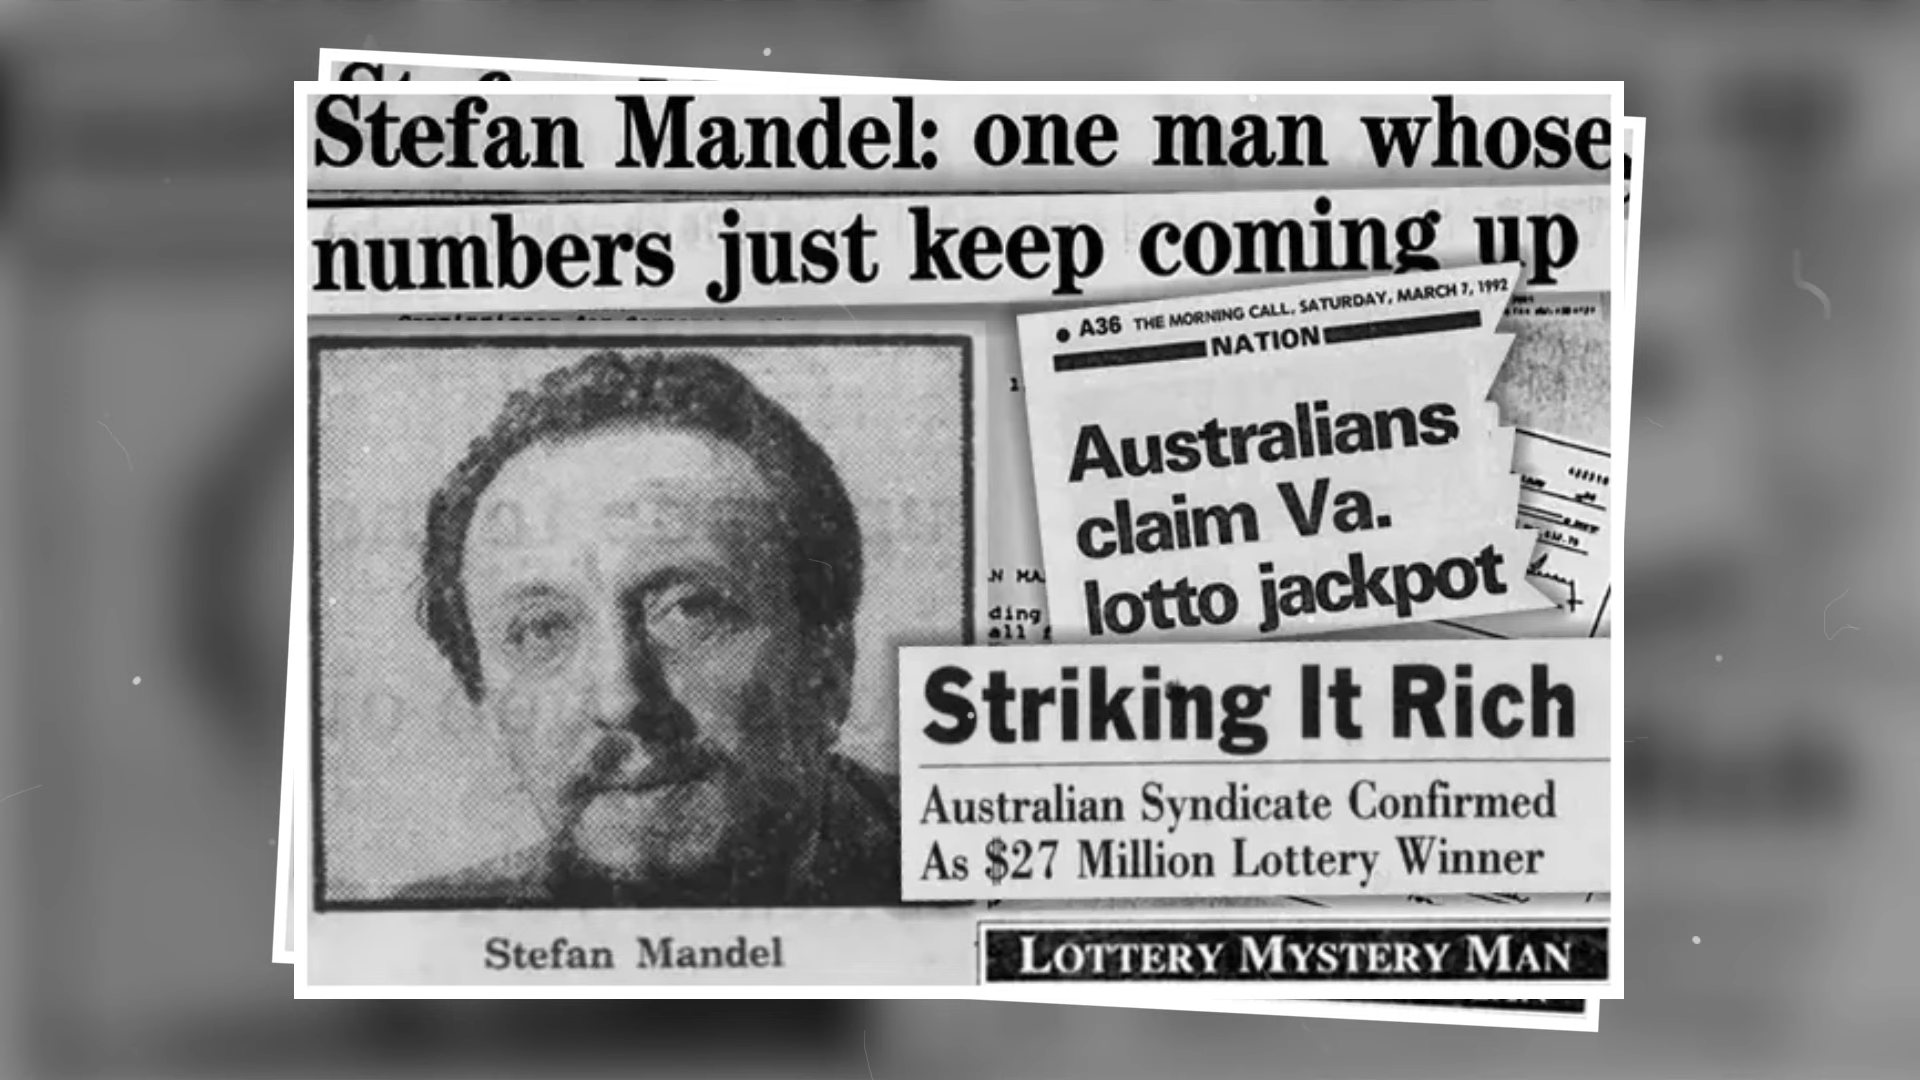 Stefan Mandel: one man whose
numbers just keep coming up
• A36 THE MORNING CALL, SATURDAY, MARCH 7, 1992
NATION
Australians
claim Va.
lotto jackpot
ding
all
Striking It Rich
Australian Syndicate Confirmed
As $27 Million Lottery Winner
Stefan Mandel
LOTTERY MYSTERY MAN